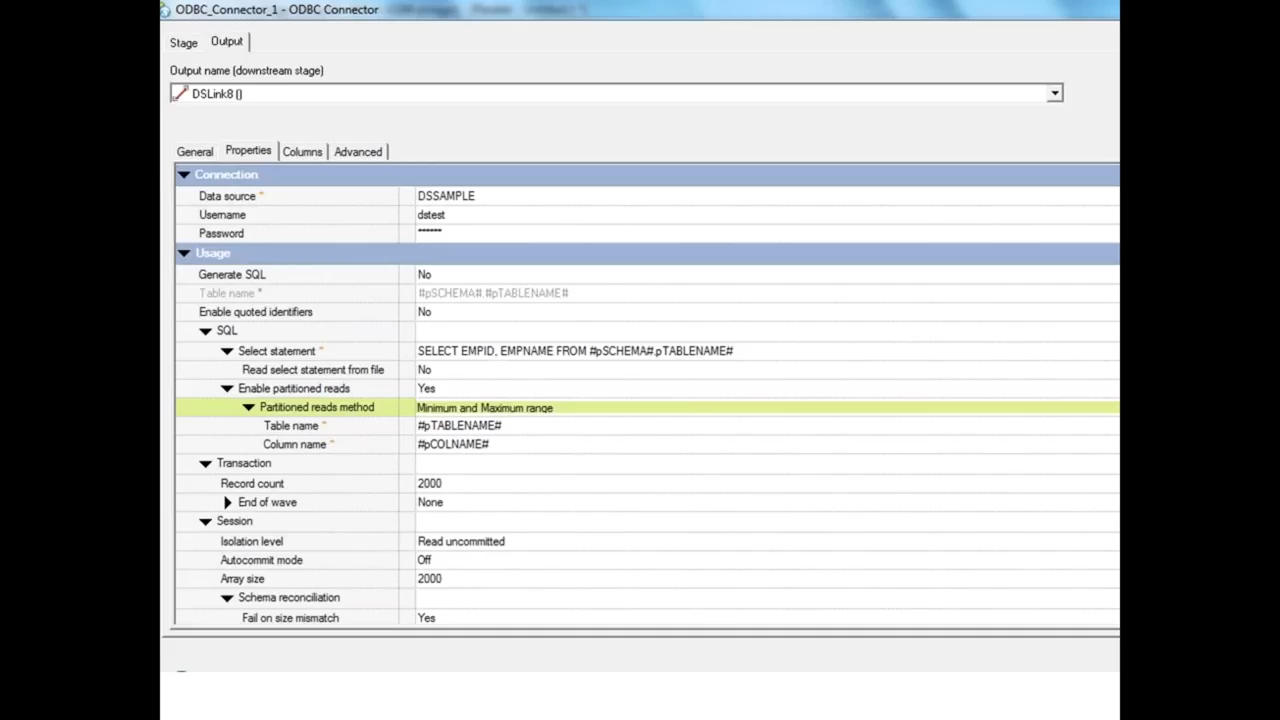 ODBC_Connector_1 - ODBC Connector
Stage Output
Output name (downstream stage)
DSLink8 ()
General Properties Columns Advanced
Connection
Data source * DSSAMPLE
Username dstest
Password ******
Usage
Generate SQL No
Table name * #pSCHEMA#.#pTABLENAME#
Enable quoted identifiers No
SQL
Select statement * SELECT EMPID, EMPNAME FROM #pSCHEMA#.pTABLENAME#
Read select statement from file No
Enable partitioned reads Yes
Partitioned reads method Minimum and Maximum range
Table name * #pTABLENAME#
Column name * #pCOLNAME#
Transaction
Record count 2000
End of wave None
Session
Isolation level Read uncommitted
Autocommit mode Off
Array size 2000
Schema reconciliation
Fail on size mismatch Yes